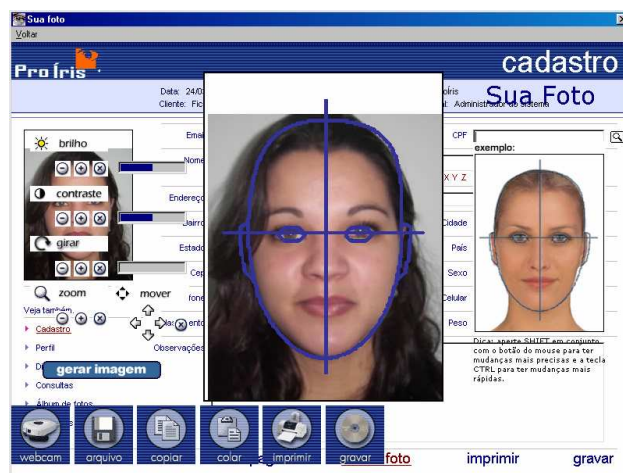 Sua foto
Voltar
Pro Íris
cadastro
Data: 24/0
Cliente: Fic
Administrador do sistema
Sua Foto
brilho
contraste
girar
zoom
mover
Veja também
Cadastro
Perfil
Consultas
Álbum de fotos
gerar imagem
Email
Nome
Endereço
Bairro
Estado
Cep
Observações
CPF
exemplo:
X Y Z
Cidade
País
Sexo
Celular
Peso
Dica: aperte SHIFT em conjunto
com o botão do mouse para ter
mudanças mais precisas e a tecla
CTRL para ter mudanças mais
rápidas.
webcam
arquivo
copiar
colar
imprimir
gravar
foto
imprimir
gravar